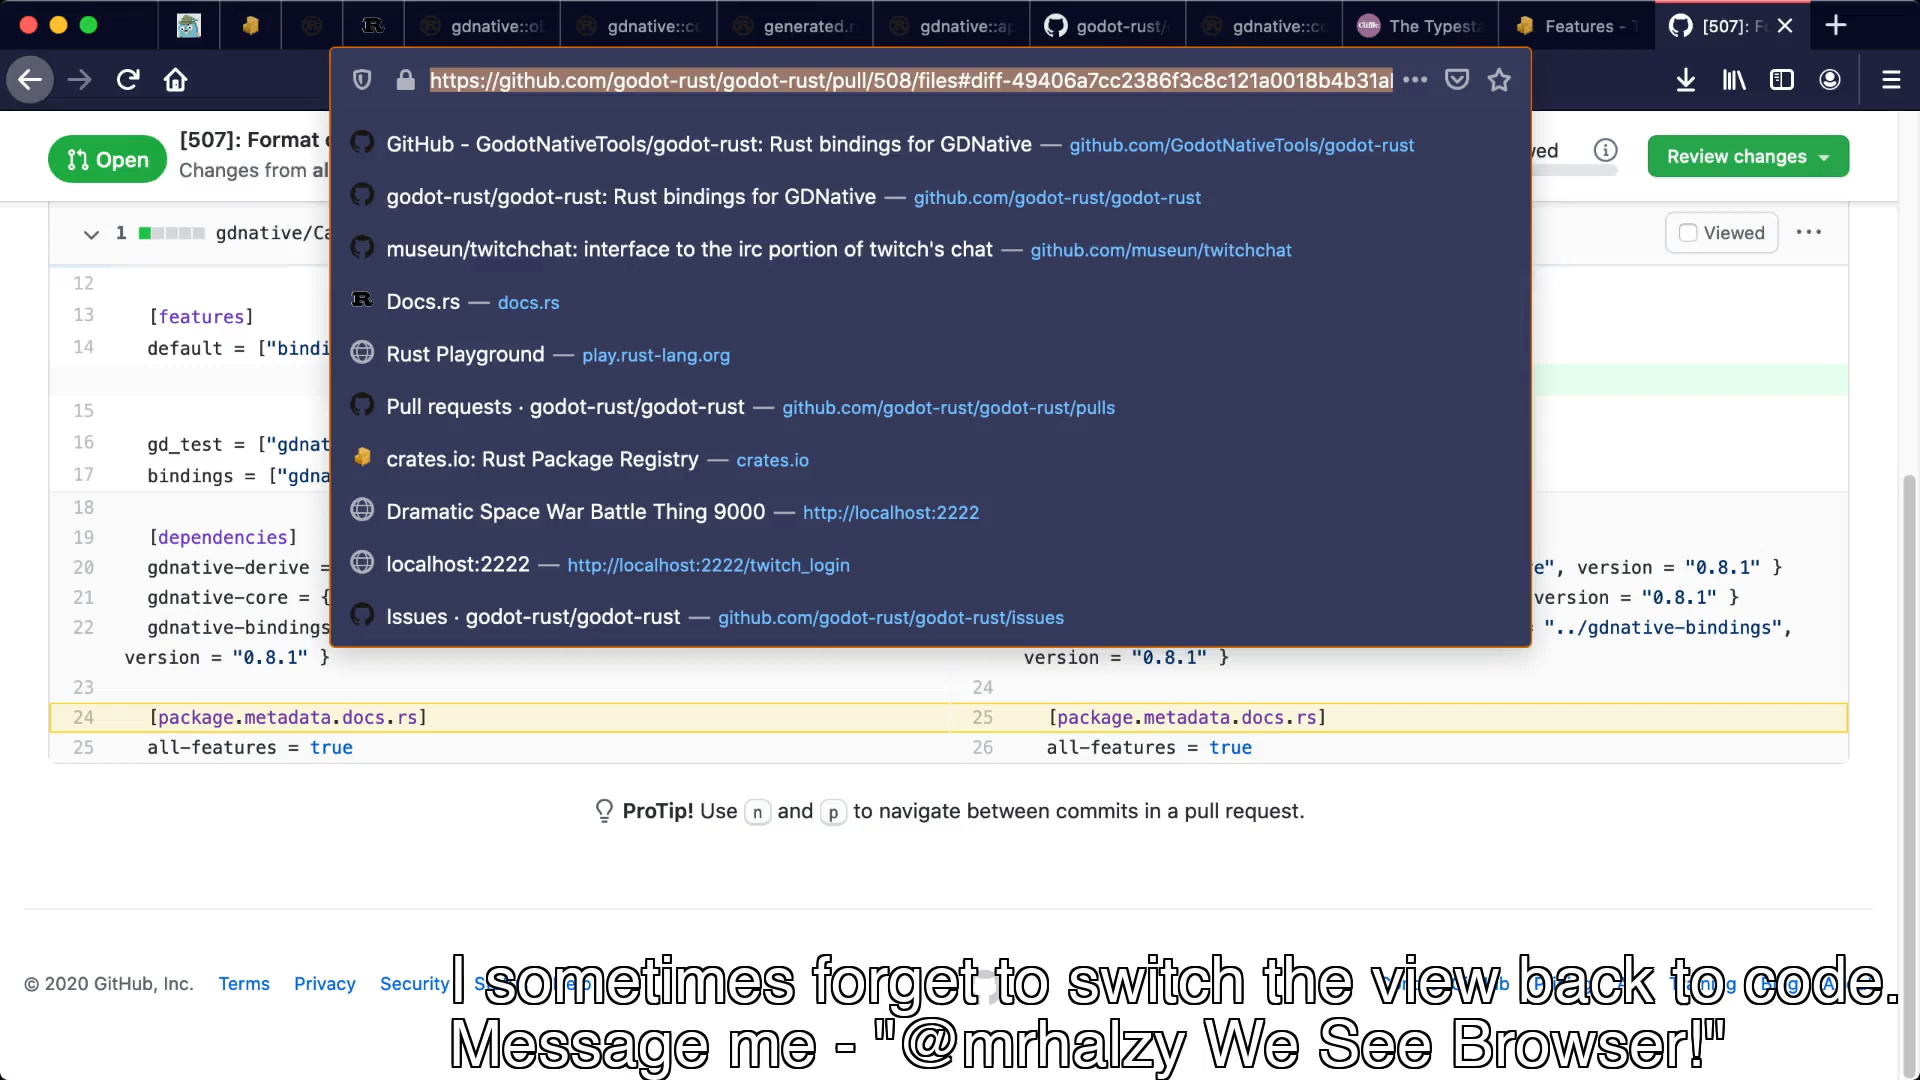 gdnative::ob gdnative::co generated.r gdnative::ap godot-rust/ gdnative::co The Typesta Features - [507]: F
https://github.com/godot-rust/godot-rust/pull/508/files#diff-49406a7cc2386f3c8c121a0018b4b31a
GitHub - GodotNativeTools/godot-rust: Rust bindings for GDNative — github.com/GodotNativeTools/godot-rust
godot-rust/godot-rust: Rust bindings for GDNative — github.com/godot-rust/godot-rust
museun/twitchchat: interface to the irc portion of twitch's chat — github.com/museun/twitchchat
Docs.rs — docs.rs
Rust Playground — play.rust-lang.org
Pull requests · godot-rust/godot-rust — github.com/godot-rust/godot-rust/pulls
crates.io: Rust Package Registry — crates.io
Dramatic Space War Battle Thing 9000 — http://localhost:2222
localhost:2222 — http://localhost:2222/twitch_login
Issues · godot-rust/godot-rust — github.com/godot-rust/godot-rust/issues
Open
[507]: Format
Changes from al
Review changes
1 gdnative/Ca
Viewed
12
13 [features]
14 default = ["bindi
15
16 gd_test = ["gdnat
17 bindings = ["gdna
18
19 [dependencies]
20 gdnative-derive = e", version = "0.8.1" }
21 gdnative-core = { version = "0.8.1" }
22 gdnative-bindings "../gdnative-bindings",
version = "0.8.1" } version = "0.8.1" }
23 24
24 [package.metadata.docs.rs] 25 [package.metadata.docs.rs]
25 all-features = true 26 all-features = true
ProTip! Use n and p to navigate between commits in a pull request.
© 2020 GitHub, Inc. Terms Privacy Security
I sometimes forget to switch the view back to code.
Message me - "@mrhalzy We See Browser!"